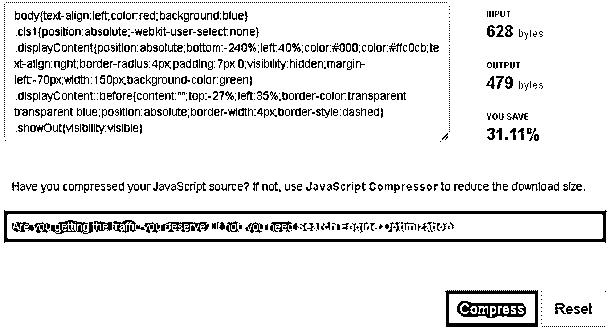 body{text-align:left;color:red;background:blue}
.cls1{position:absolute;-webkit-user-select:none}
.displayContent{position:absolute;bottom:-240%;left:40%;color:#000;color:#ffc0cb;te
xt-align:right;border-radius:4px;padding:7px 0;visibility:hidden;margin-
left:-70px;width:150px;background-color:green}
.displayContent::before{content:"";top:-27%;left:35%;border-color:transparent
transparent blue;position:absolute;border-width:4px;border-style:dashed}
.showOut{visibility:visible}
INPUT
628 bytes
OUTPUT
479 bytes
YOU SAVE
31.11%
Have you compressed your JavaScript source? If not, use JavaScript Compressor to reduce the download size.
Are you getting the traffic you deserve? If not, you need Search Engine Optimization
Compress
Reset